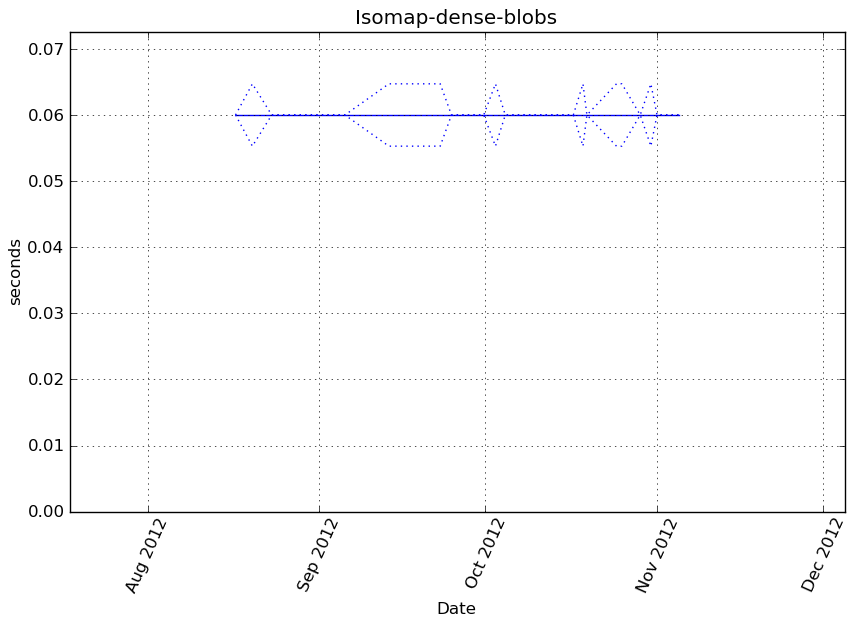 Isomap-dense-blobs
0.07
0.06
0.05
0.04
0.03
0.02
0.01
0.00
seconds
Aug 2012
Sep 2012
Oct 2012
Nov 2012
Dec 2012
Date